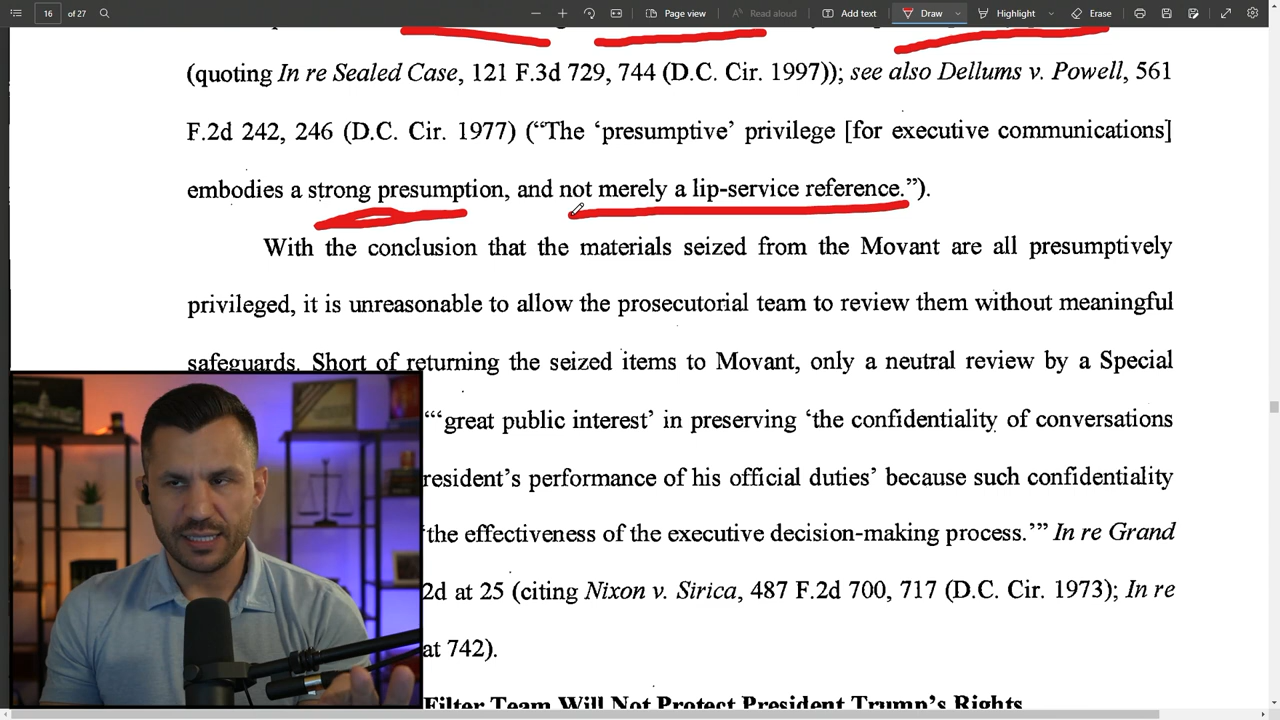 16 of 27 Page view Read aloud Add text Draw Highlight Erase
(quoting In re Sealed Case, 121 F.3d 729, 744 (D.C. Cir. 1997)); see also Dellums v. Powell, 561
F.2d 242, 246 (D.C. Cir. 1977) (“The ‘presumptive’ privilege [for executive communications]
embodies a strong presumption, and not merely a lip-service reference.”).
With the conclusion that the materials seized from the Movant are all presumptively
privileged, it is unreasonable to allow the prosecutorial team to review them without meaningful
safeguards. Short of returning the seized items to Movant, only a neutral review by a Special
“‘great public interest’ in preserving ‘the confidentiality of conversations
resident’s performance of his official duties’ because such confidentiality
‘the effectiveness of the executive decision-making process.’” In re Grand
2d at 25 (citing Nixon v. Sirica, 487 F.2d 700, 717 (D.C. Cir. 1973); In re
at 742).
Filter Team Will Not Protect President Trump’s Rights